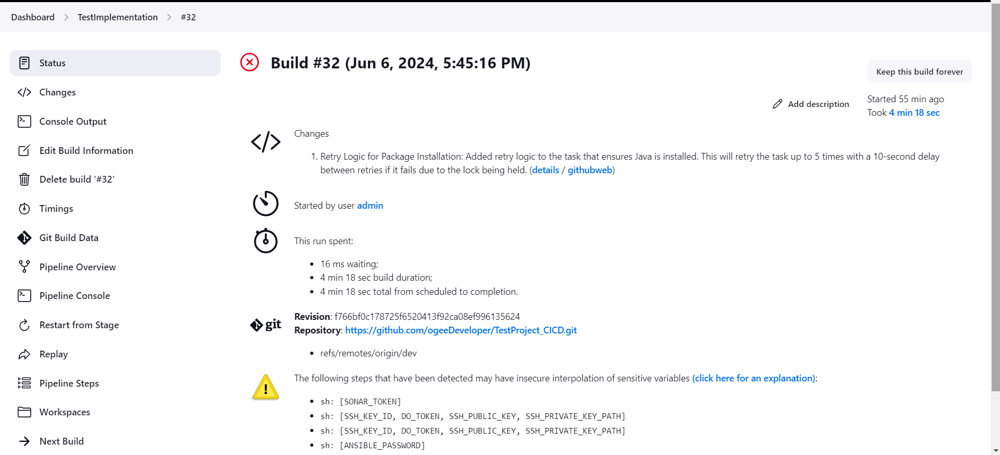 Dashboard > TestImplementation > #32
Status
Changes
Console Output
Edit Build Information
Delete build ‘#32’
Timings
Git Build Data
Pipeline Overview
Pipeline Console
Restart from Stage
Replay
Pipeline Steps
Workspaces
Next Build
Build #32 (Jun 6, 2024, 5:45:16 PM)
Keep this build forever
Add description
Started 55 min ago
Took 4 min 18 sec
Changes
1. Retry Logic for Package Installation: Added retry logic to the task that ensures Java is installed. This will retry the task up to 5 times with a 10-second delay
between retries if it fails due to the lock being held. (details / githubweb)
Started by user admin
This run spent:
• 16 ms waiting;
• 4 min 18 sec build duration;
• 4 min 18 sec total from scheduled to completion.
git
Revision: f766bf0c178725f6520413f92ca08ef996135624
Repository: https://github.com/ogeeDeveloper/TestProject_CICD.git
• refs/remotes/origin/dev
The following steps that have been detected may have insecure interpolation of sensitive variables (click here for an explanation):
• sh: [SONAR_TOKEN]
• sh: [SSH_KEY_ID, DO_TOKEN, SSH_PUBLIC_KEY, SSH_PRIVATE_KEY_PATH]
• sh: [SSH_KEY_ID, DO_TOKEN, SSH_PUBLIC_KEY, SSH_PRIVATE_KEY_PATH]
• sh: [ANSIBLE_PASSWORD]